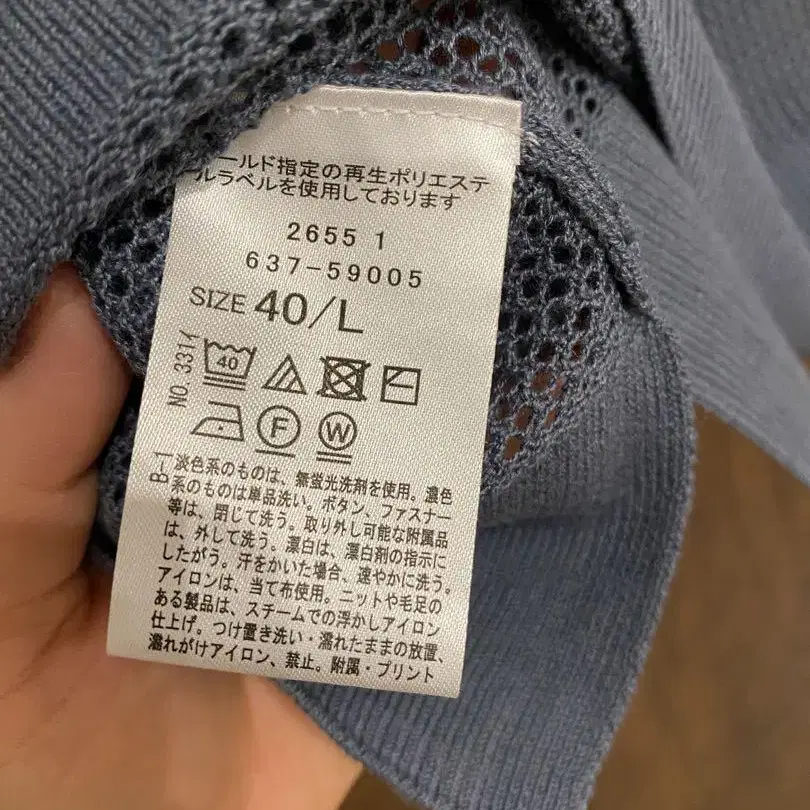 ールド指定の再生ポリエステ
ールラベルを使用しております
2655 1
637-59005
SIZE 40/L
NO. 331イ
40
F W
B-1
淡色系のものは、無蛍光洗剤を使用。濃色
系のものは単品洗い。ボタン、ファスナー
等は、閉じて洗う。取り外し可能な附属品
は、外して洗う。漂白は、漂白剤の指示に
したがう。汗をかいた場合、速やかに洗う。
アイロンは、当て布使用。ニットや毛足の
ある製品は、スチームでの浮かしアイロン
仕上げ。つけ置き洗い・濡れたままの放置、
濡れがけアイロン、禁止。附属・プリント